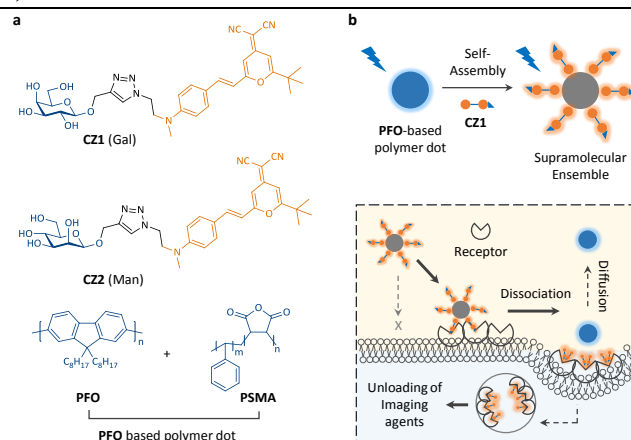 a
NC CN
N=N
N
HO OH
O
HO
OH
O
N
O
CZ1 (Gal)
NC CN
N=N
N
HO
OH
HO
HO
O
O
N
O
CZ2 (Man)
O O O
n
+
m n
C8H17 C8H17
PFO
PSMA
PFO based polymer dot
b
Self-
Assembly
CZ1
PFO-based
polymer dot
Supramolecular
Ensemble
Receptor
Dissociation
Diffusion
X
Unloading of
Imaging
agents